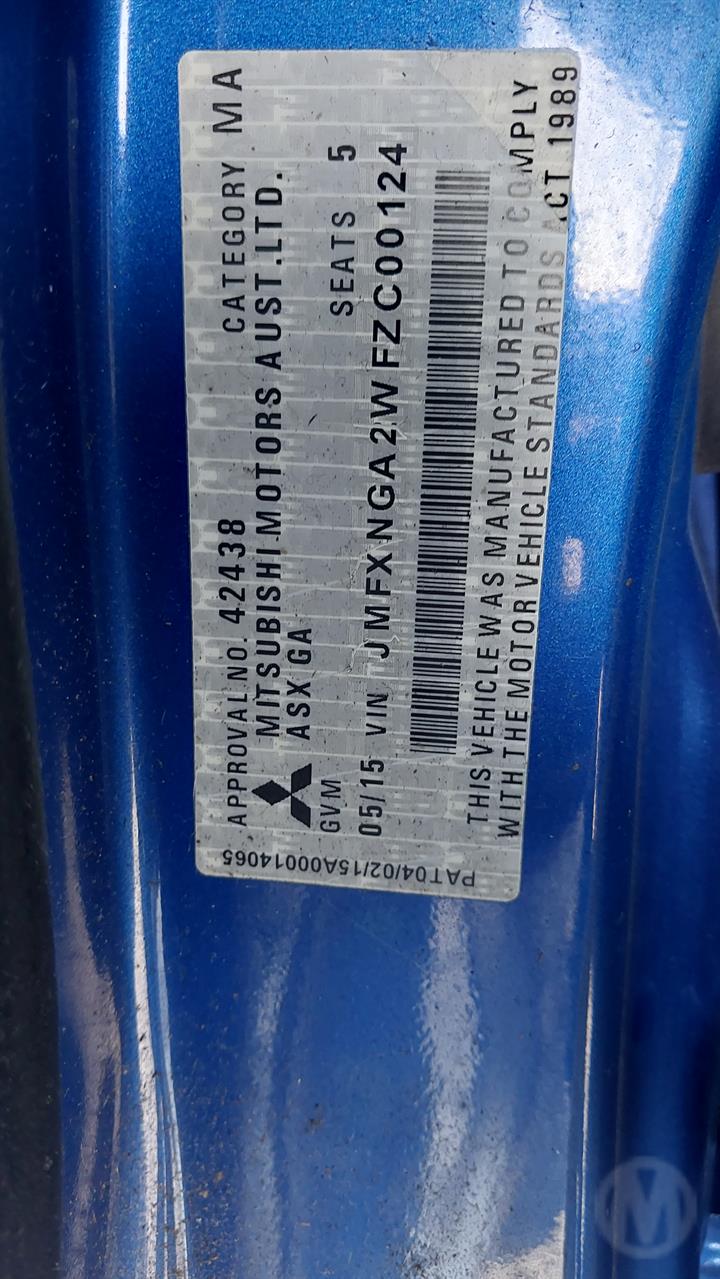 APPROVAL NO. 42438 CATEGORY MA
MITSUBISHI MOTORS AUST.LTD.
ASX GA
GVM SEATS 5
05/15 VIN JMFXNGA2WFZC00124
THIS VEHICLE WAS MANUFACTURED TO COMPLY
WITH THE MOTOR VEHICLE STANDARDS ACT 1989
PAT04/02/15A00014065
M